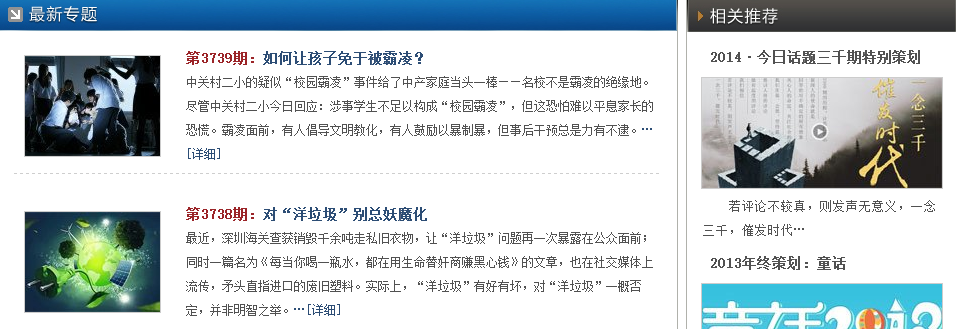 最新专题
第3739期：如何让孩子免于被霸凌？
中关村二小的疑似“校园霸凌”事件给了中产家庭当头一棒——名校不是霸凌的绝缘地。
尽管中关村二小今日回应：涉事学生不足以构成“校园霸凌”，但这恐怕难以平息家长的
恐慌。霸凌面前，有人倡导文明教化，有人鼓励以暴制暴，但事后干预总是力有不逮。…
[详细]
第3738期：对“洋垃圾”别总妖魔化
最近，深圳海关查获销毁千余吨走私旧衣物，让“洋垃圾”问题再一次暴露在公众面前；
同时一篇名为《每当你喝一瓶水，都在用生命替奸商赚黑心钱》的文章，也在社交媒体上
流传，矛头直指进口的废旧塑料。实际上，“洋垃圾”有好有坏，对“洋垃圾”一概否
定，并非明智之举。…[详细]
相关推荐
2014·今日话题三千期特别策划
一念三千
催发时代
若评论不较真，则发声无意义，一念
三千，催发时代…
2013年终策划：童话
童话2013